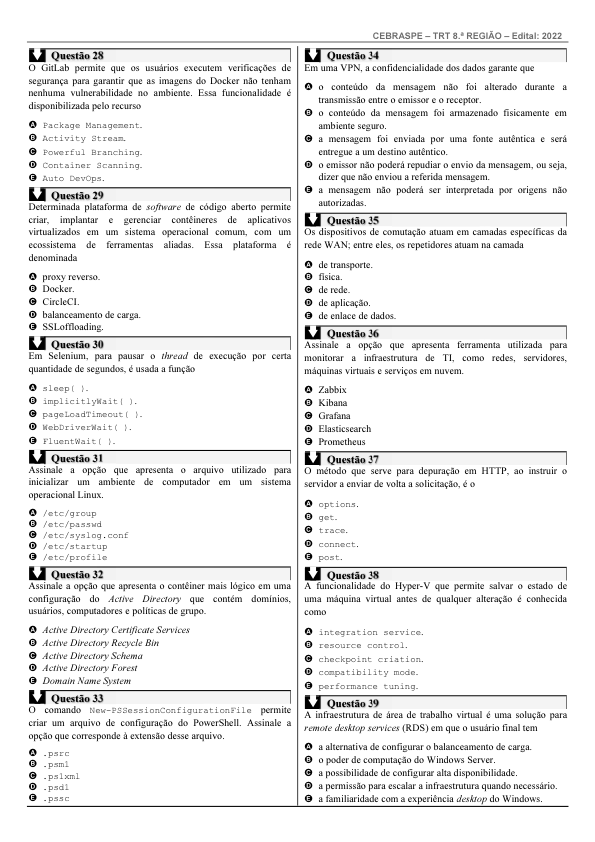 CEBRASPE – TRT 8.ª REGIÃO – Edital: 2022
Questão 28
O GitLab permite que os usuários executem verificações de
segurança para garantir que as imagens do Docker não tenham
nenhuma vulnerabilidade no ambiente. Essa funcionalidade é
disponibilizada pelo recurso
A Package Management.
B Activity Stream.
C Powerful Branching.
D Container Scanning.
E Auto DevOps.
Questão 29
Determinada plataforma de software de código aberto permite
criar, implantar e gerenciar contêineres de aplicativos
virtualizados em um sistema operacional comum, com um
ecossistema de ferramentas aliadas. Essa plataforma é
denominada
A proxy reverso.
B Docker.
C CircleCI.
D balanceamento de carga.
E SSLoffloading.
Questão 30
Em Selenium, para pausar o thread de execução por certa
quantidade de segundos, é usada a função
A sleep( ).
B implicitlyWait( ).
C pageLoadTimeout( ).
D WebDriverWait( ).
E FluentWait( ).
Questão 31
Assinale a opção que apresenta o arquivo utilizado para
inicializar um ambiente de computador em um sistema
operacional Linux.
A /etc/group
B /etc/passwd
C /etc/syslog.conf
D /etc/startup
E /etc/profile
Questão 32
Assinale a opção que apresenta o contêiner mais lógico em uma
configuração do Active Directory que contém domínios,
usuários, computadores e políticas de grupo.
A Active Directory Certificate Services
B Active Directory Recycle Bin
C Active Directory Schema
D Active Directory Forest
E Domain Name System
Questão 33
O comando New-PSSessionConfigurationFile permite
criar um arquivo de configuração do PowerShell. Assinale a
opção que corresponde à extensão desse arquivo.
A .psrc
B .psm1
C .pslxml
D .psd1
E .pssc
Questão 34
Em uma VPN, a confidencialidade dos dados garante que
A o conteúdo da mensagem não foi alterado durante a
transmissão entre o emissor e o receptor.
B o conteúdo da mensagem foi armazenado fisicamente em
ambiente seguro.
C a mensagem foi enviada por uma fonte autêntica e será
entregue a um destino autêntico.
D o emissor não poderá repudiar o envio da mensagem, ou seja,
dizer que não enviou a referida mensagem.
E a mensagem não poderá ser interpretada por origens não
autorizadas.
Questão 35
Os dispositivos de comutação atuam em camadas específicas da
rede WAN; entre eles, os repetidores atuam na camada
A de transporte.
B física.
C de rede.
D de aplicação.
E de enlace de dados.
Questão 36
Assinale a opção que apresenta ferramenta utilizada para
monitorar a infraestrutura de TI, como redes, servidores,
máquinas virtuais e serviços em nuvem.
A Zabbix
B Kibana
C Grafana
D Elasticsearch
E Prometheus
Questão 37
O método que serve para depuração em HTTP, ao instruir o
servidor a enviar de volta a solicitação, é o
A options.
B get.
C trace.
D connect.
E post.
Questão 38
A funcionalidade do Hyper-V que permite salvar o estado de
uma máquina virtual antes de qualquer alteração é conhecida
como
A integration service.
B resource control.
C checkpoint criation.
D compatibility mode.
E performance tuning.
Questão 39
A infraestrutura de área de trabalho virtual é uma solução para
remote desktop services (RDS) em que o usuário final tem
A a alternativa de configurar o balanceamento de carga.
B o poder de computação do Windows Server.
C a possibilidade de configurar alta disponibilidade.
D a permissão para escalar a infraestrutura quando necessário.
E a familiaridade com a experiência desktop do Windows.